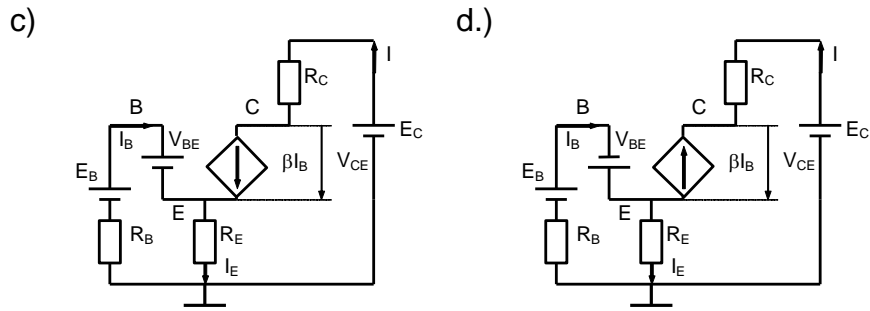 c) d.)
I I
R_C R_C
B C B C
I_B V_BE E_C I_B V_BE E_C
E_B βI_B V_CE E_B βI_B V_CE
E E
R_B R_E R_B R_E
I_E I_E